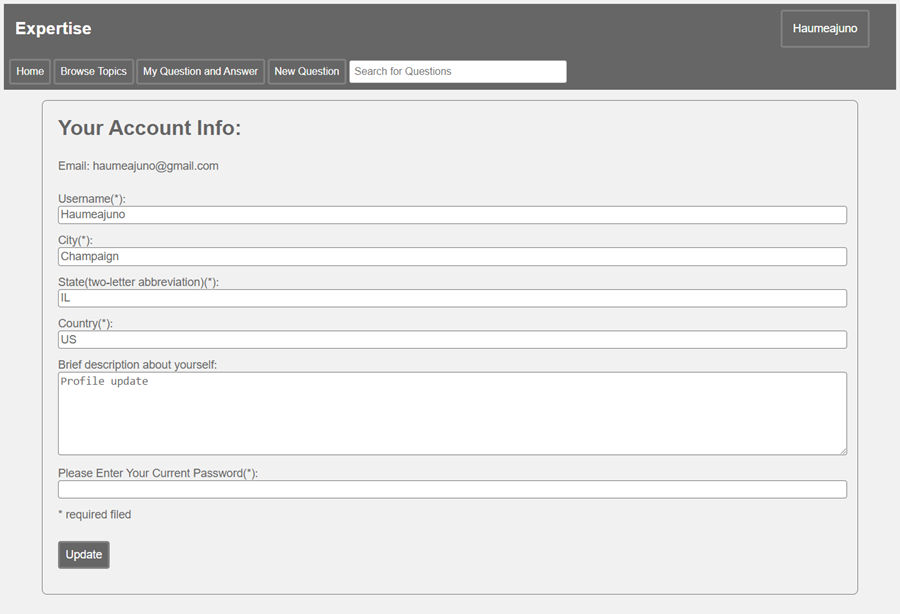 Expertise
Haumeajuno
Home Browse Topics My Question and Answer New Question Search for Questions
Your Account Info:
Email: haumeajuno@gmail.com
Username(*):
Haumeajuno
City(*):
Champaign
State(two-letter abbreviation)(*):
IL
Country(*):
US
Brief description about yourself:
Profile update
Please Enter Your Current Password(*):
* required filed
Update